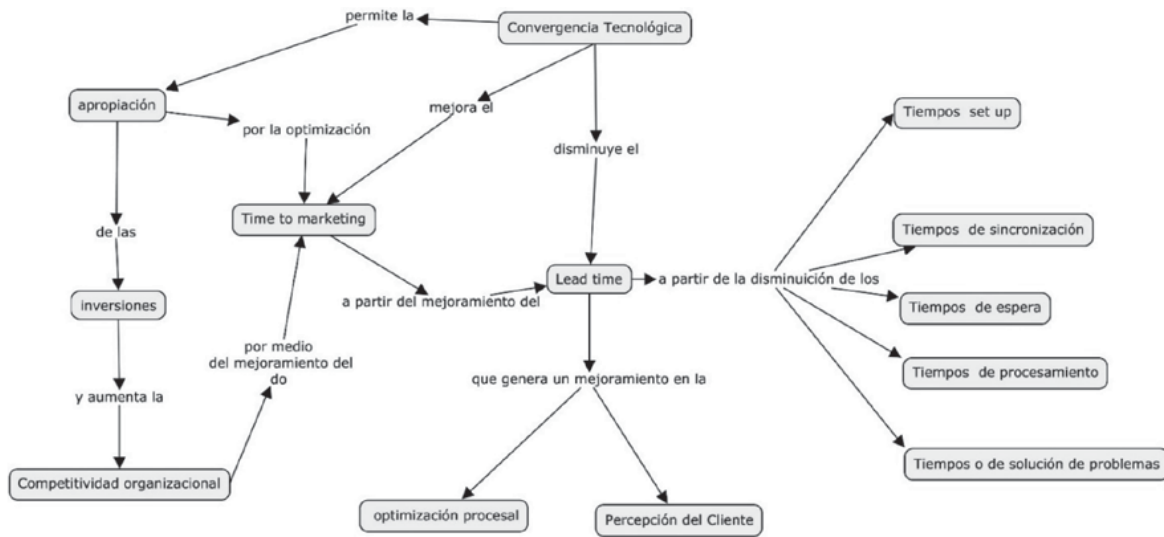 permite la
Convergencia Tecnológica
apropiación
mejora el
Tiempos set up
por la optimización
disminuye el
Time to marketing
Tiempos de sincronización
de las
Lead time
a partir de la disminuición de los
inversiones
a partir del mejoramiento del
Tiempos de espera
por medio
del mejoramiento del
do
Tiempos de procesamiento
que genera un mejoramiento en la
y aumenta la
Tiempos o de solución de problemas
Competitividad organizacional
optimización procesal
Percepción del Cliente